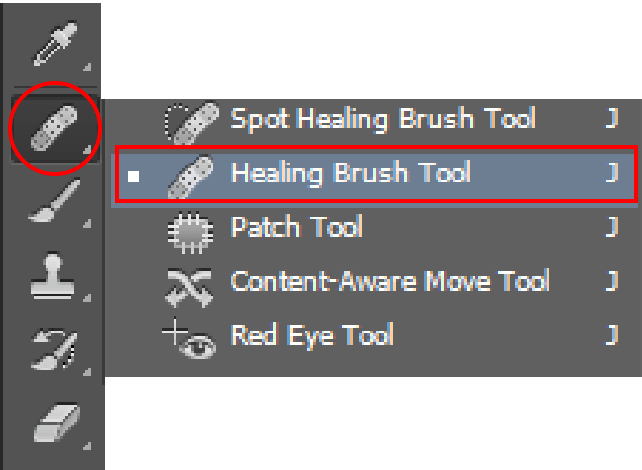 Spot Healing Brush Tool J
Healing Brush Tool J
Patch Tool J
Content-Aware Move Tool J
Red Eye Tool J